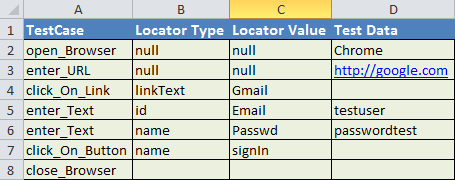 A B C D
1 TestCase Locator Type Locator Value Test Data
2 open_Browser null null Chrome
3 enter_URL null null http://google.com
4 click_On_Link linkText Gmail
5 enter_Text id Email testuser
6 enter_Text name Passwd passwordtest
7 click_On_Button name signIn
8 close_Browser